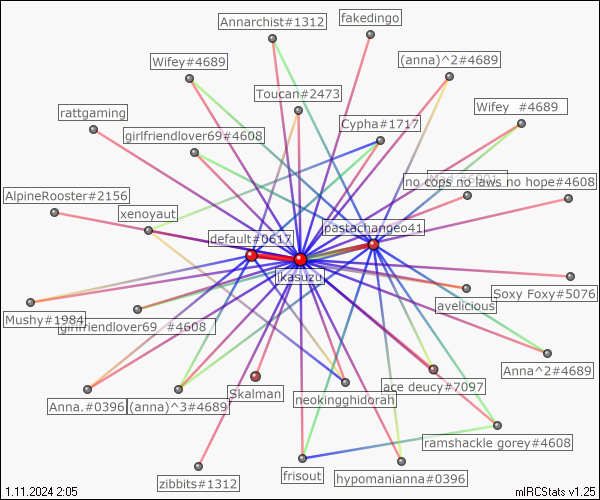 Annarchist#1312
fakedingo
Wifey#4689
(anna)^2#4689
Toucan#2473
Wifey #4689
rattgaming
Cypha#1717
girlfriendlover69#4608
no cops no laws no hope#4608
AlpineRooster#2156
xenoyaut
pastachangeo41
default#0617
jkasuzu
Soxy Foxy#5076
avelicious
Mushy#1984
girlfriendlover69 #4608
Anna^2#4689
ace deucy#7097
Skalman
neokingghidorah
Anna.#0396
(anna)^3#4689
ramshackle gorey#4608
frisout
hypomanianna#0396
zibbits#1312
1.11.2024 2:05
mIRCStats v1.25